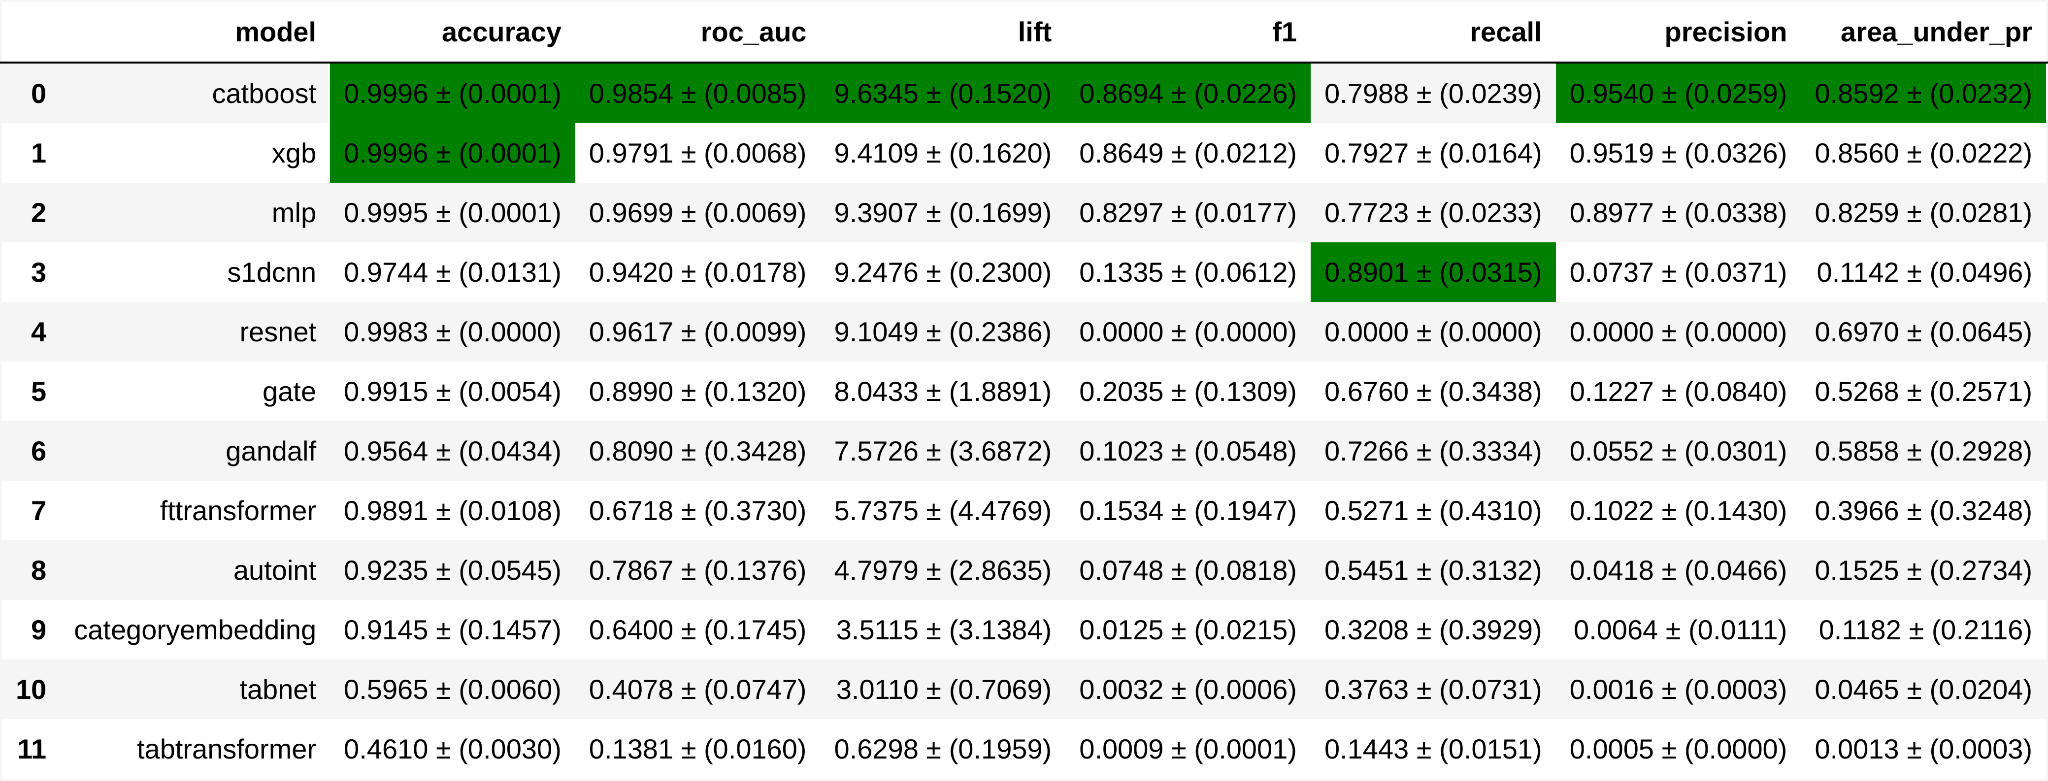 model accuracy roc_auc lift f1 recall precision area_under_pr
0 catboost 0.9996 ± (0.0001) 0.9854 ± (0.0085) 9.6345 ± (0.1520) 0.8694 ± (0.0226) 0.7988 ± (0.0239) 0.9540 ± (0.0259) 0.8592 ± (0.0232)
1 xgb 0.9996 ± (0.0001) 0.9791 ± (0.0068) 9.4109 ± (0.1620) 0.8649 ± (0.0212) 0.7927 ± (0.0164) 0.9519 ± (0.0326) 0.8560 ± (0.0222)
2 mlp 0.9995 ± (0.0001) 0.9699 ± (0.0069) 9.3907 ± (0.1699) 0.8297 ± (0.0177) 0.7723 ± (0.0233) 0.8977 ± (0.0338) 0.8259 ± (0.0281)
3 s1dcnn 0.9744 ± (0.0131) 0.9420 ± (0.0178) 9.2476 ± (0.2300) 0.1335 ± (0.0612) 0.8901 ± (0.0315) 0.0737 ± (0.0371) 0.1142 ± (0.0496)
4 resnet 0.9983 ± (0.0000) 0.9617 ± (0.0099) 9.1049 ± (0.2386) 0.0000 ± (0.0000) 0.0000 ± (0.0000) 0.0000 ± (0.0000) 0.6970 ± (0.0645)
5 gate 0.9915 ± (0.0054) 0.8990 ± (0.1320) 8.0433 ± (1.8891) 0.2035 ± (0.1309) 0.6760 ± (0.3438) 0.1227 ± (0.0840) 0.5268 ± (0.2571)
6 gandalf 0.9564 ± (0.0434) 0.8090 ± (0.3428) 7.5726 ± (3.6872) 0.1023 ± (0.0548) 0.7266 ± (0.3334) 0.0552 ± (0.0301) 0.5858 ± (0.2928)
7 fttransformer 0.9891 ± (0.0108) 0.6718 ± (0.3730) 5.7375 ± (4.4769) 0.1534 ± (0.1947) 0.5271 ± (0.4310) 0.1022 ± (0.1430) 0.3966 ± (0.3248)
8 autoint 0.9235 ± (0.0545) 0.7867 ± (0.1376) 4.7979 ± (2.8635) 0.0748 ± (0.0818) 0.5451 ± (0.3132) 0.0418 ± (0.0466) 0.1525 ± (0.2734)
9 categoryembedding 0.9145 ± (0.1457) 0.6400 ± (0.1745) 3.5115 ± (3.1384) 0.0125 ± (0.0215) 0.3208 ± (0.3929) 0.0064 ± (0.0111) 0.1182 ± (0.2116)
10 tabnet 0.5965 ± (0.0060) 0.4078 ± (0.0747) 3.0110 ± (0.7069) 0.0032 ± (0.0006) 0.3763 ± (0.0731) 0.0016 ± (0.0003) 0.0465 ± (0.0204)
11 tabtransformer 0.4610 ± (0.0030) 0.1381 ± (0.0160) 0.6298 ± (0.1959) 0.0009 ± (0.0001) 0.1443 ± (0.0151) 0.0005 ± (0.0000) 0.0013 ± (0.0003)